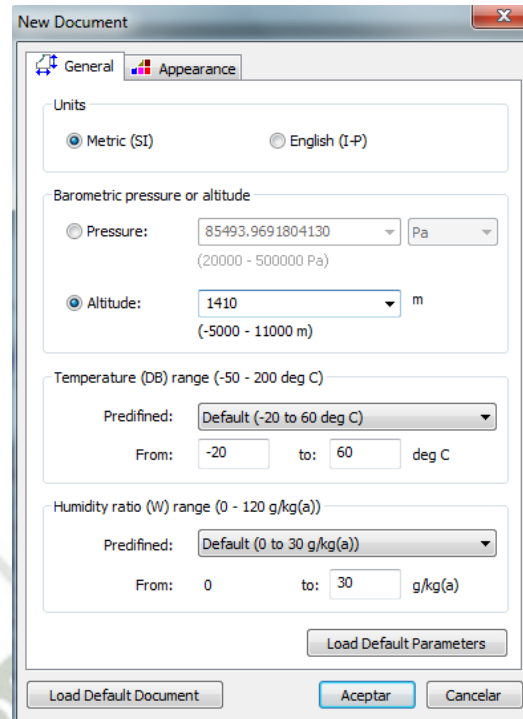 New Document
General Appearance
Units
Metric (SI) English (I-P)
Barometric pressure or altitude
Pressure: 85493.9691804130 Pa
(20000 - 500000 Pa)
Altitude: 1410 m
(-5000 - 11000 m)
Temperature (DB) range (-50 - 200 deg C)
Predifined: Default (-20 to 60 deg C)
From: -20 to: 60 deg C
Humidity ratio (W) range (0 - 120 g/kg(a))
Predifined: Default (0 to 30 g/kg(a))
From: 0 to: 30 g/kg(a)
Load Default Parameters
Load Default Document Aceptar Cancelar